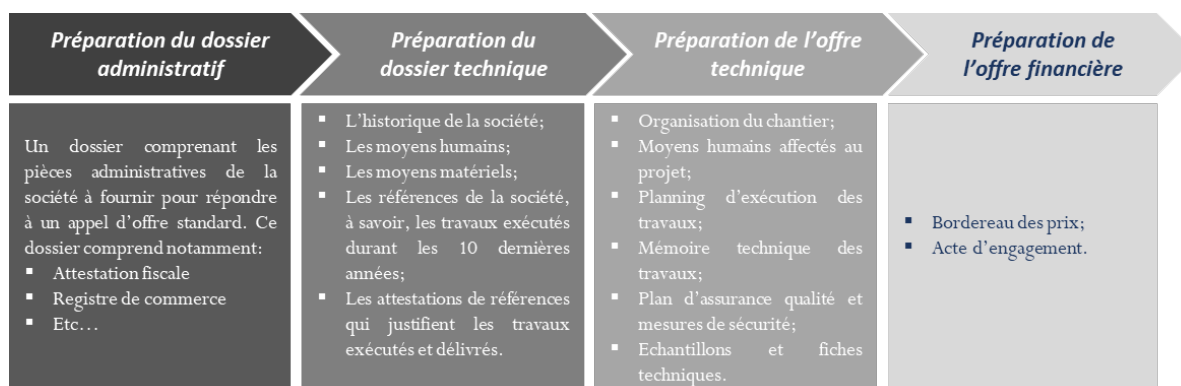 Préparation du dossier
administratif
Préparation du
dossier technique
Préparation de l’offre
technique
Préparation de
l’offre financière
Un dossier comprenant les
pièces administratives de la
société à fournir pour répondre
à un appel d’offre standard. Ce
dossier comprend notamment:
▪ Attestation fiscale
▪ Registre de commerce
▪ Etc…
▪ L’historique de la société;
▪ Les moyens humains;
▪ Les moyens matériels;
▪ Les références de la société,
à savoir, les travaux exécutés
durant les 10 dernières
années;
▪ Les attestations de références
qui justifient les travaux
exécutés et délivrés.
▪ Organisation du chantier;
▪ Moyens humains affectés au
projet;
▪ Planning d’exécution des
travaux;
▪ Mémoire technique des
travaux;
▪ Plan d’assurance qualité et
mesures de sécurité;
▪ Echantillons et fiches
techniques.
▪ Bordereau des prix;
▪ Acte d’engagement.